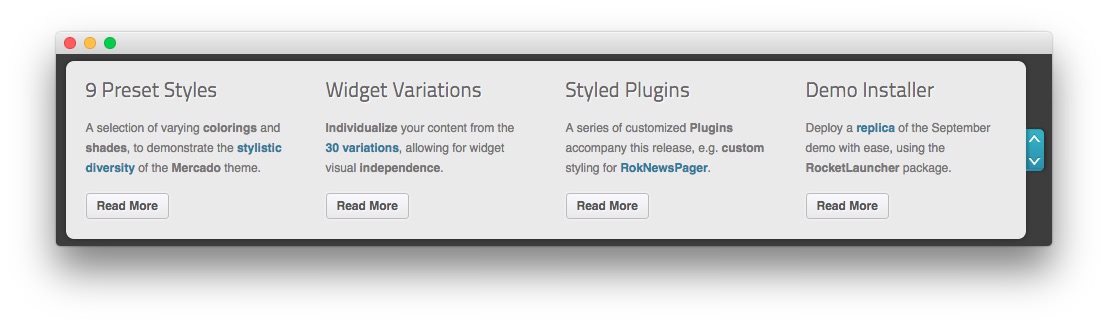 9 Preset Styles
A selection of varying colorings and
shades, to demonstrate the stylistic
diversity of the Mercado theme.
Read More
Widget Variations
Individualize your content from the
30 variations, allowing for widget
visual independence.
Read More
Styled Plugins
A series of customized Plugins
accompany this release, e.g. custom
styling for RokNewsPager.
Read More
Demo Installer
Deploy a replica of the September
demo with ease, using the
RocketLauncher package.
Read More